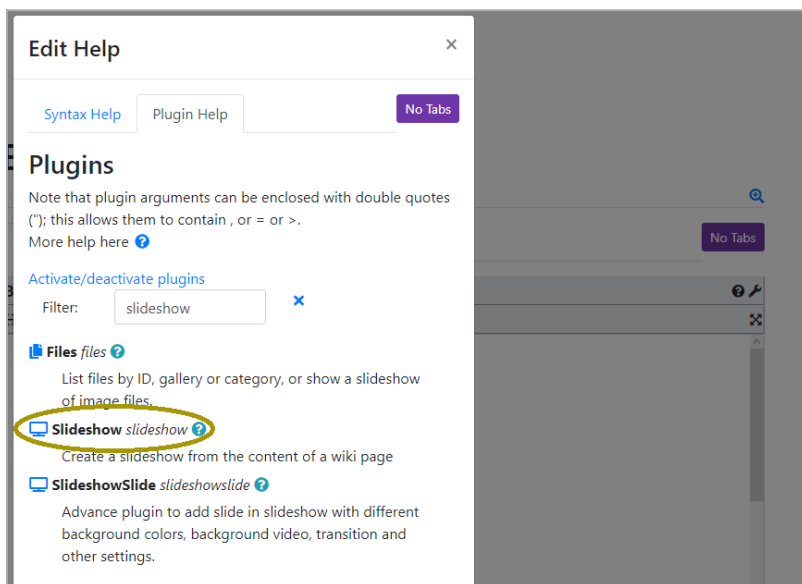 Edit Help ×
Syntax Help Plugin Help No Tabs
Plugins
Note that plugin arguments can be enclosed with double quotes
("); this allows them to contain , or = or >.
More help here
No Tabs
Activate/deactivate plugins
Filter: slideshow
Files files
List files by ID, gallery or category, or show a slideshow
of image files.
Slideshow slideshow
Create a slideshow from the content of a wiki page
SlideshowSlide slideshowslide
Advance plugin to add slide in slideshow with different
background colors, background video, transition and
other settings.